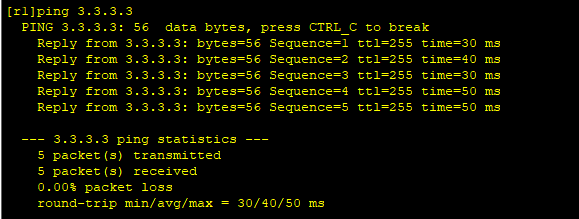 [r1]ping 3.3.3.3
PING 3.3.3.3: 56  data bytes, press CTRL_C to break
Reply from 3.3.3.3: bytes=56 Sequence=1 ttl=255 time=30 ms
Reply from 3.3.3.3: bytes=56 Sequence=2 ttl=255 time=40 ms
Reply from 3.3.3.3: bytes=56 Sequence=3 ttl=255 time=30 ms
Reply from 3.3.3.3: bytes=56 Sequence=4 ttl=255 time=50 ms
Reply from 3.3.3.3: bytes=56 Sequence=5 ttl=255 time=50 ms
--- 3.3.3.3 ping statistics ---
5 packet(s) transmitted
5 packet(s) received
0.00% packet loss
round-trip min/avg/max = 30/40/50 ms